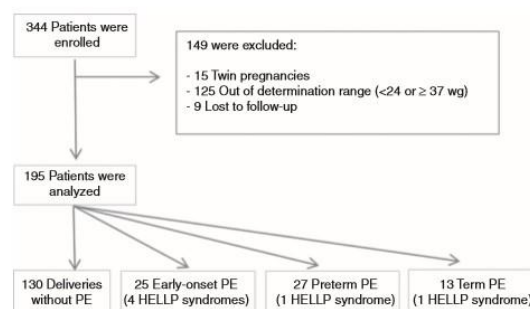 344 Patients were
enrolled
149 were excluded:
- 15 Twin pregnancies
- 125 Out of determination range (<24 or ≥ 37 wg)
- 9 Lost to follow-up
195 Patients were
analyzed
130 Deliveries
without PE
25 Early-onset PE
(4 HELLP syndromes)
27 Preterm PE
(1 HELLP syndrome)
13 Term PE
(1 HELLP syndrome)